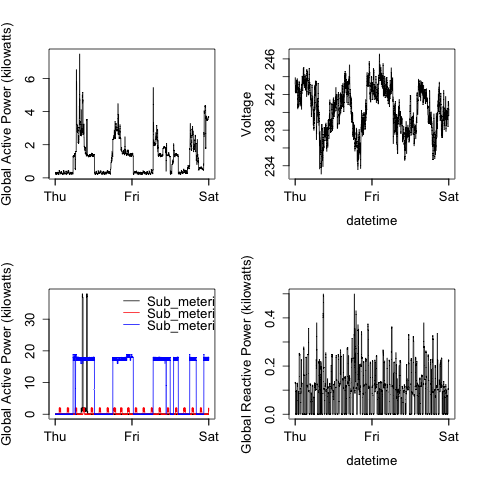 Global Active Power (kilowatts)
0 2 4 6
Thu Fri Sat
Voltage
234 238 242 246
Thu Fri Sat
datetime
Global Active Power (kilowatts)
0 10 20 30
Sub_meteri
Sub_meteri
Sub_meteri
Thu Fri Sat
Global Reactive Power (kilowatts)
0.0 0.2 0.4
Thu Fri Sat
datetime